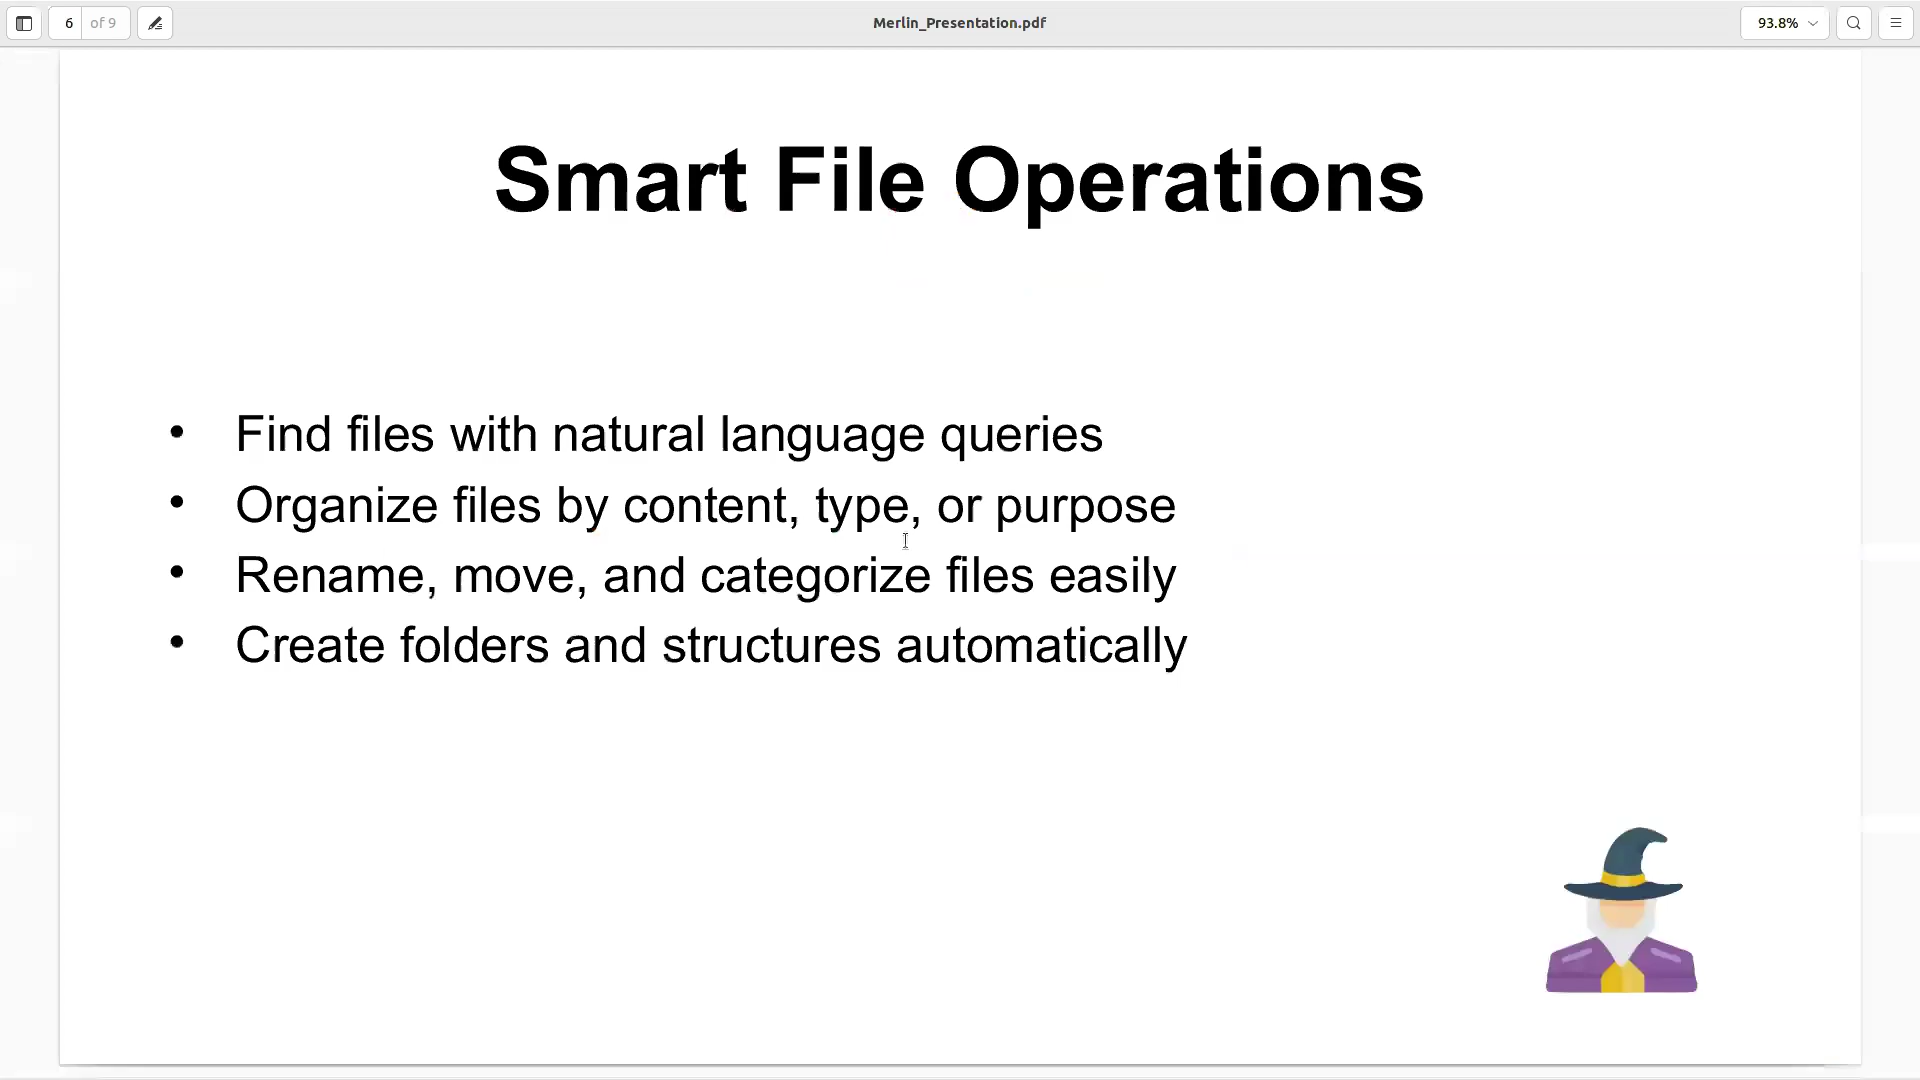 6 of 9
Merlin_Presentation.pdf
93.8%
Smart File Operations
• Find files with natural language queries
• Organize files by content, type, or purpose
• Rename, move, and categorize files easily
• Create folders and structures automatically